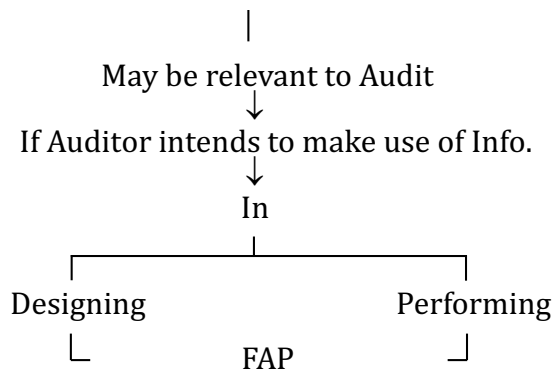 May be relevant to Audit
If Auditor intends to make use of Info.
In
Designing Performing
FAP